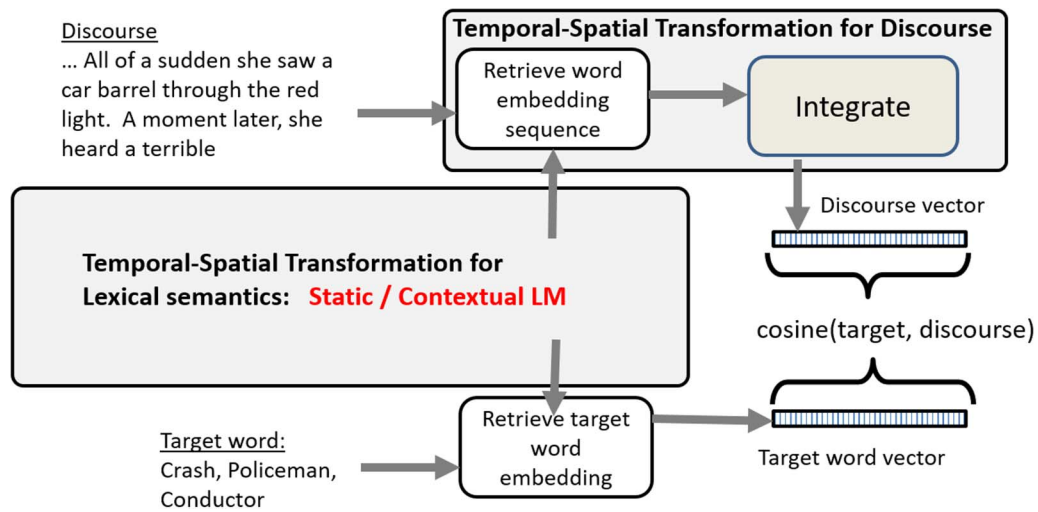 Discourse
... All of a sudden she saw a
car barrel through the red
light.  A moment later, she
heard a terrible
Temporal-Spatial Transformation for Discourse
Retrieve word
embedding
sequence
Integrate
Discourse vector
Temporal-Spatial Transformation for
Lexical semantics:   Static / Contextual LM
cosine(target, discourse)
Target word:
Crash, Policeman,
Conductor
Retrieve target
word
embedding
Target word vector